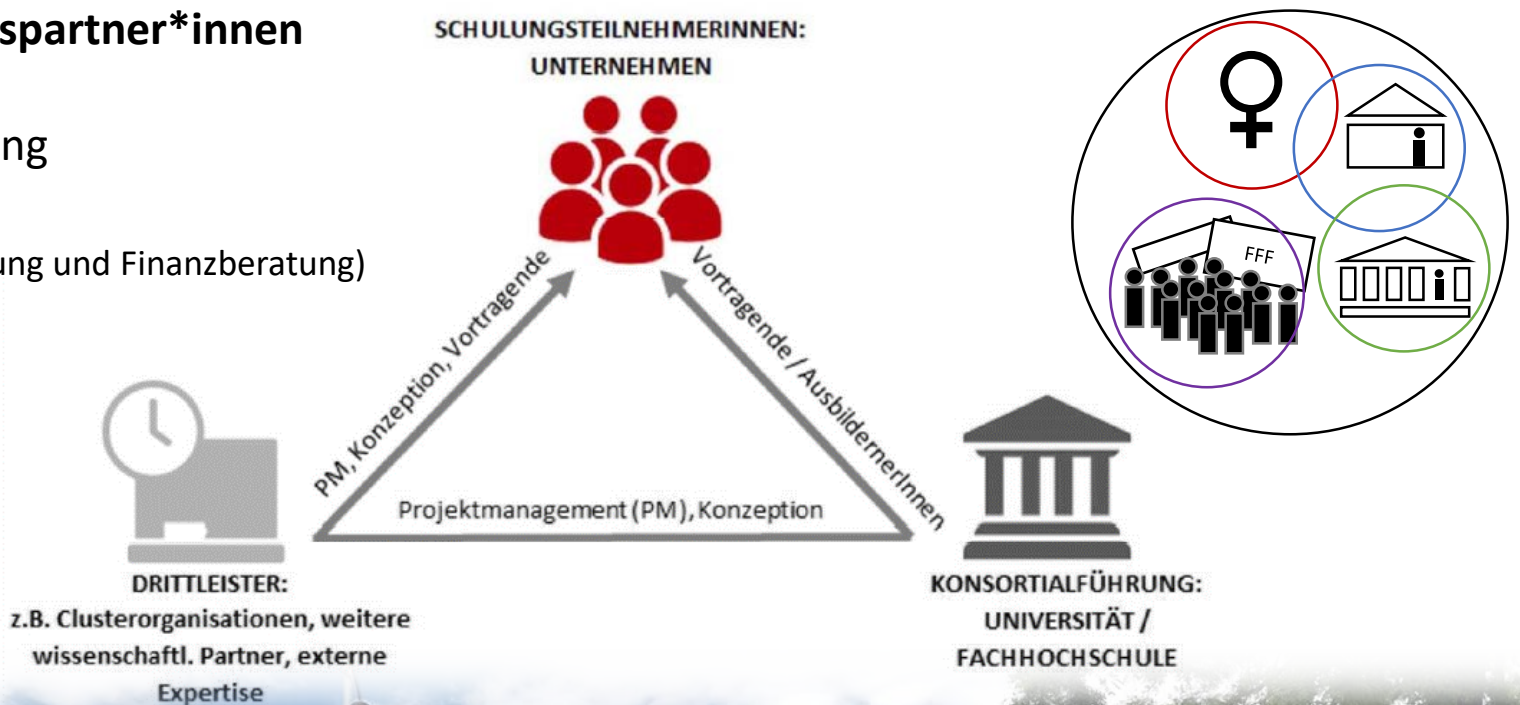 spartner*innen
ng
ung und Finanzberatung)
SCHULUNGSTEILNEHMERINNEN:
UNTERNEHMEN
FFF
PM, Konzeption, Vortragende
Vortragende / AusbildernerInnen
Projektmanagement (PM), Konzeption
DRITTLEISTER:
z.B. Clusterorganisationen, weitere
wissenschaftl. Partner, externe
Expertise
KONSORTIALFÜHRUNG:
UNIVERSITÄT /
FACHHOCHSCHULE